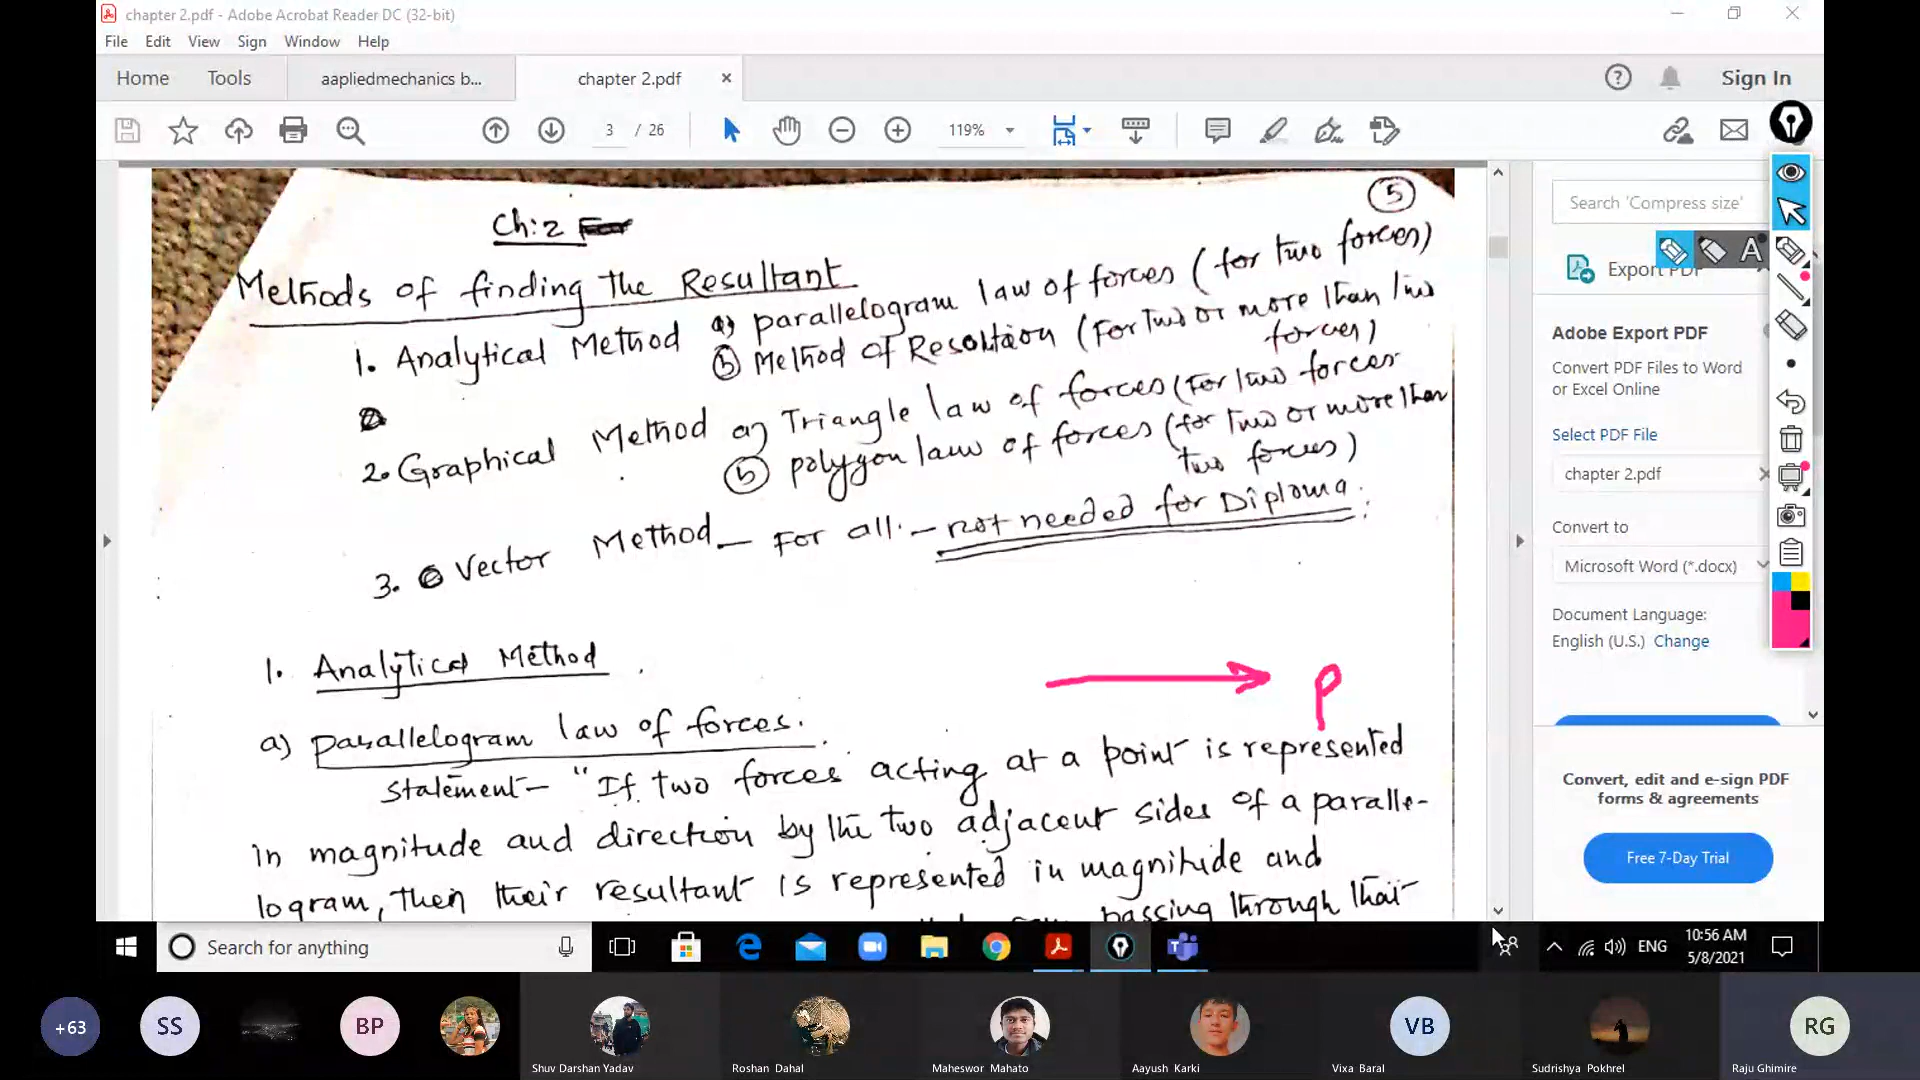 chapter 2.pdf - Adobe Acrobat Reader DC (32-bit)
File Edit View Sign Window Help
Home Tools aapliedmechanics b... chapter 2.pdf × Sign In
3 / 26 119%
5
Ch:2
Methods of finding the Resultant
1. Analytical Method a) parallelogram law of forces (for two forces)
b Method of Resoltion (For two or more than two
forces)
2. Graphical Method a) Triangle law of forces (For two forces
b polygon law of forces (for two or more than
two forces)
3. Vector Method – For all. – not needed for Diploma.
1. Analytical Method
P
a) parallelogram law of forces.
Statement – "If two forces acting at a point is represented
in magnitude and direction by the two adjacent sides of a paralle-
logram, then their resultant is represented in magnitude and
passing through that
Search 'Compress size'
A
Export PDF
Adobe Export PDF
Convert PDF Files to Word
or Excel Online
Select PDF File
chapter 2.pdf ×
Convert to
Microsoft Word (*.docx)
Document Language:
English (U.S.) Change
Convert, edit and e-sign PDF
forms & agreements
Free 7-Day Trial
Search for anything
ENG
10:56 AM
5/8/2021
+63 SS BP VB RG
Shuv Darshan Yadav Roshan Dahal Maheswor Mahato Aayush Karki Vixa Baral Sudrishya Pokhrel Raju Ghimire